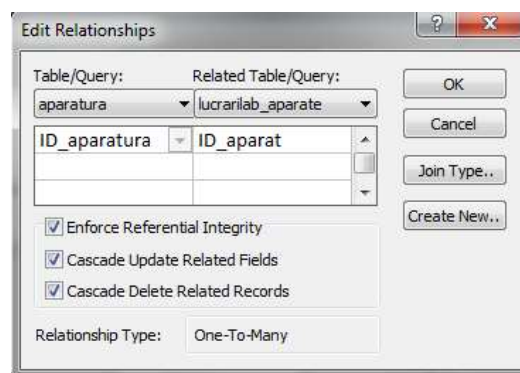 Edit Relationships
? x
Table/Query: Related Table/Query:
aparatura lucrarilab_aparate
ID_aparatura ID_aparat
Enforce Referential Integrity
Cascade Update Related Fields
Cascade Delete Related Records
Relationship Type: One-To-Many
OK
Cancel
Join Type..
Create New..